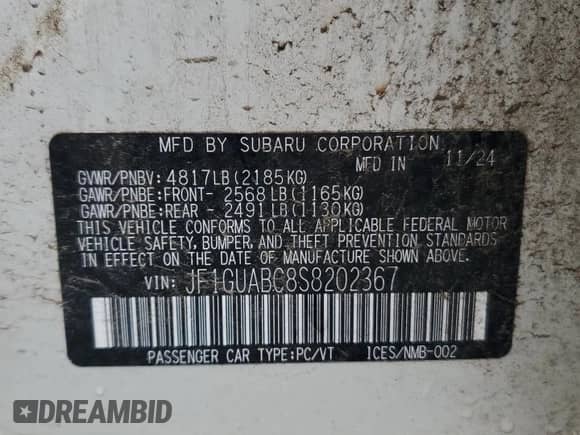 MFD BY SUBARU CORPORATION
MFD IN 11/24
GVWR/PNBV: 4817LB(2185KG)
GAWR/PNBE:FRONT- 2568LB(1165KG)
GAWR/PNBE:REAR - 2491LB(1130KG)
THIS VEHICLE CONFORMS TO ALL APPLICABLE FEDERAL MOTOR
VEHICLE SAFETY, BUMPER, AND THEFT PREVENTION STANDARDS
IN EFFECT ON THE DATE OF MANUFACTURE SHOWN ABOVE.
VIN: JF1GUABC8S8202367
PASSENGER CAR TYPE:PC/VT ICES/NMB-002
DREAMBID